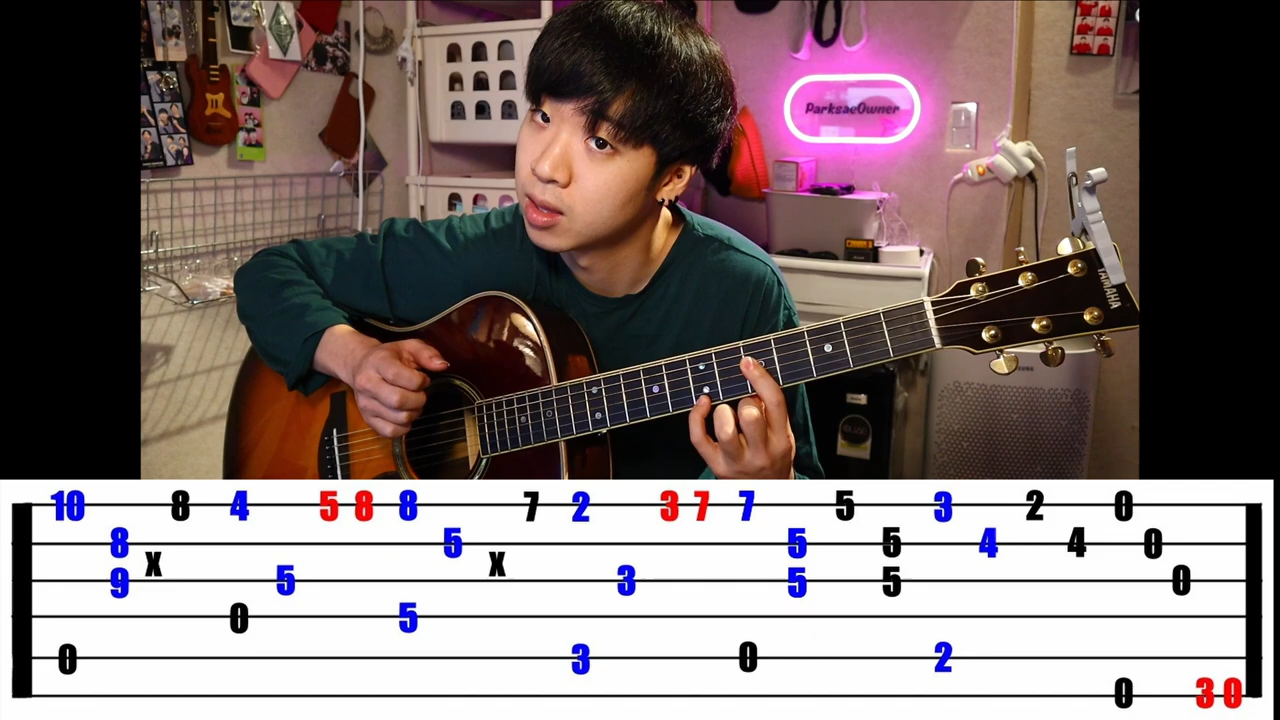 ParksaeOwner
YAMAHA
SAMSUNG
10 8 4 5 8 8 7 2 3 7 7 5 3 2 0
8 5 5 5 4 4 0
x x
9 5 3 5 5 0
0 5
0 3 0 2
0 3 0